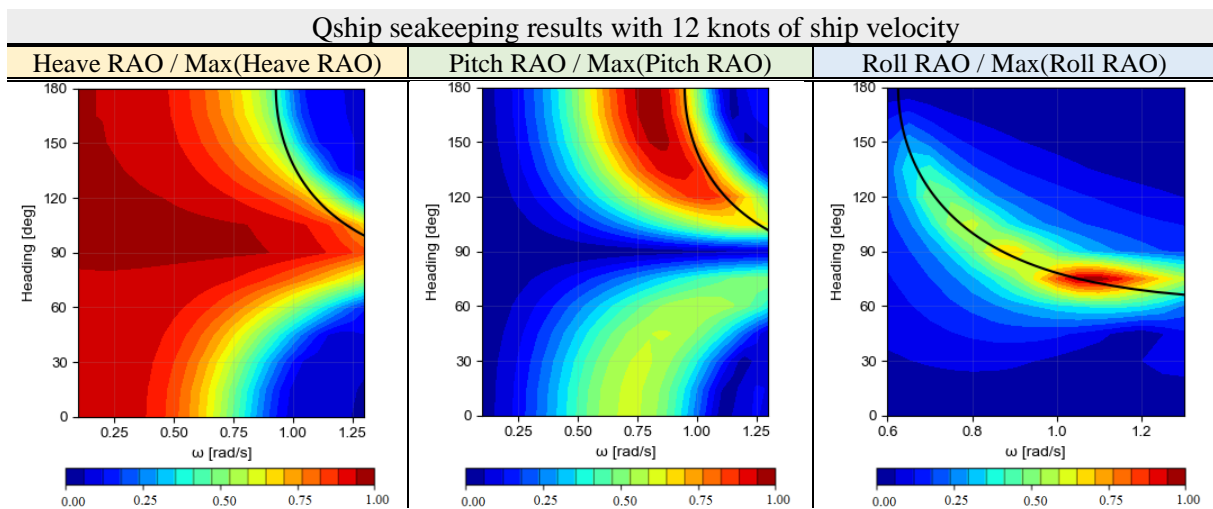 Qship seakeeping results with 12 knots of ship velocity
Heave RAO / Max(Heave RAO) Pitch RAO / Max(Pitch RAO) Roll RAO / Max(Roll RAO)
180 150 120 90 60 30 0
Heading [deg]
0.25 0.50 0.75 1.00 1.25
ω [rad/s]
0.00 0.25 0.50 0.75 1.00
180 150 120 90 60 30 0
Heading [deg]
0.25 0.50 0.75 1.00 1.25
ω [rad/s]
0.00 0.25 0.50 0.75 1.00
180 150 120 90 60 30 0
Heading [deg]
0.6 0.8 1.0 1.2
ω [rad/s]
0.00 0.25 0.50 0.75 1.00